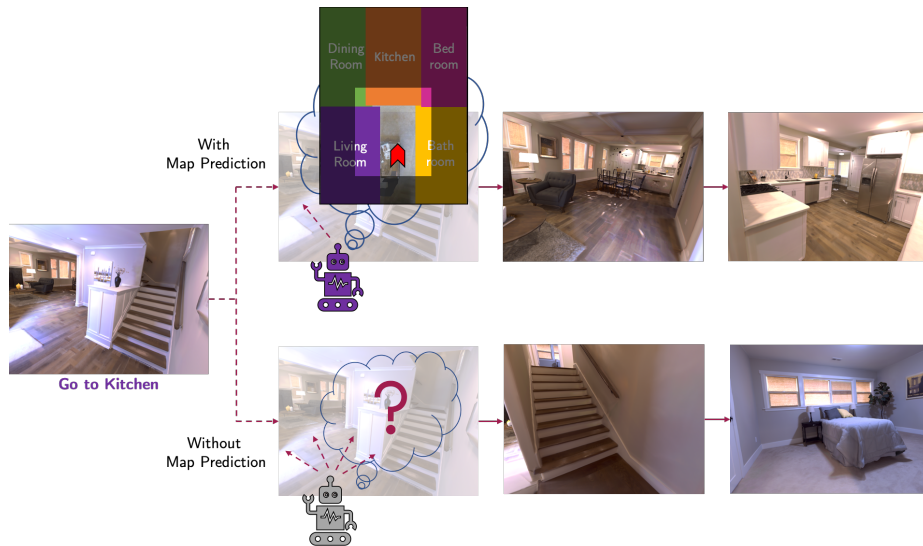 Dining
Room
Kitchen
Bed
room
With
Map Prediction
Living
Room
Bath
room
Go to Kitchen
?
Without
Map Prediction